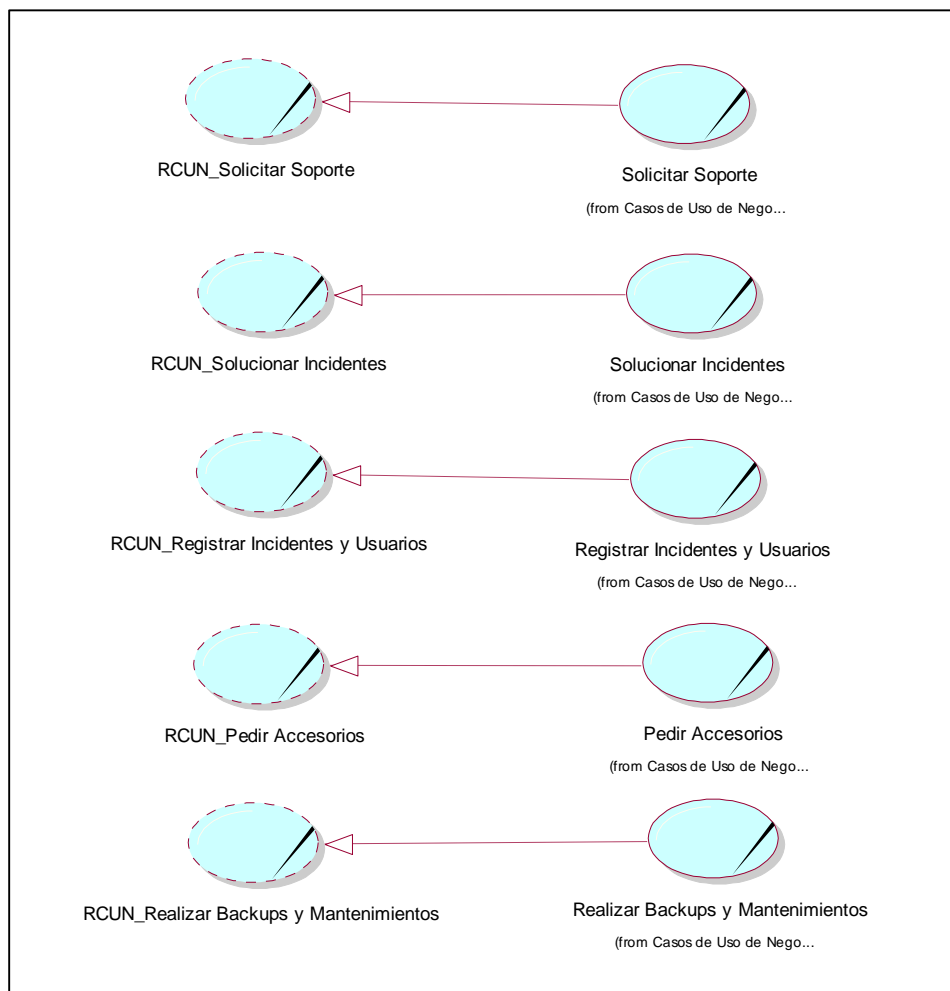 RCUN_Solicitar Soporte
Solicitar Soporte
(from Casos de Uso de Nego...
RCUN_Solucionar Incidentes
Solucionar Incidentes
(from Casos de Uso de Nego...
RCUN_Registrar Incidentes y Usuarios
Registrar Incidentes y Usuarios
(from Casos de Uso de Nego...
RCUN_Pedir Accesorios
Pedir Accesorios
(from Casos de Uso de Nego...
RCUN_Realizar Backups y Mantenimientos
Realizar Backups y Mantenimientos
(from Casos de Uso de Nego...